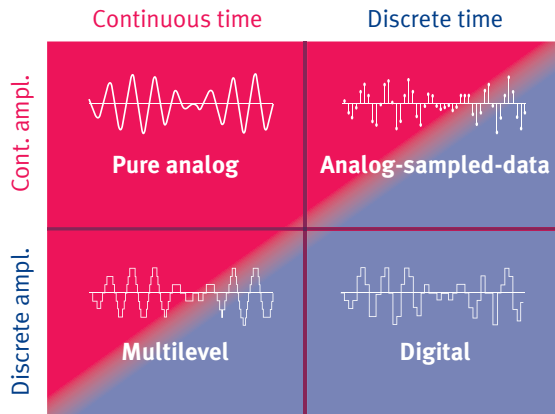 Continuous time
Discrete time
Cont. ampl.
Pure analog
Analog-sampled-data
Discrete ampl.
Multilevel
Digital